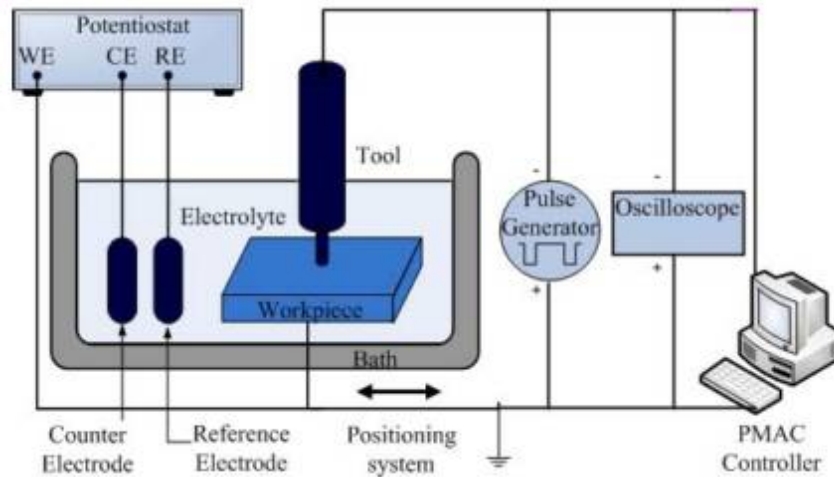 Potentiostat
WE CE RE
Tool
Electrolyte
Workpiece
Bath
-
Pulse
Generator
+
-
Oscilloscope
+
Counter
Electrode
Reference
Electrode
Positioning
system
PMAC
Controller